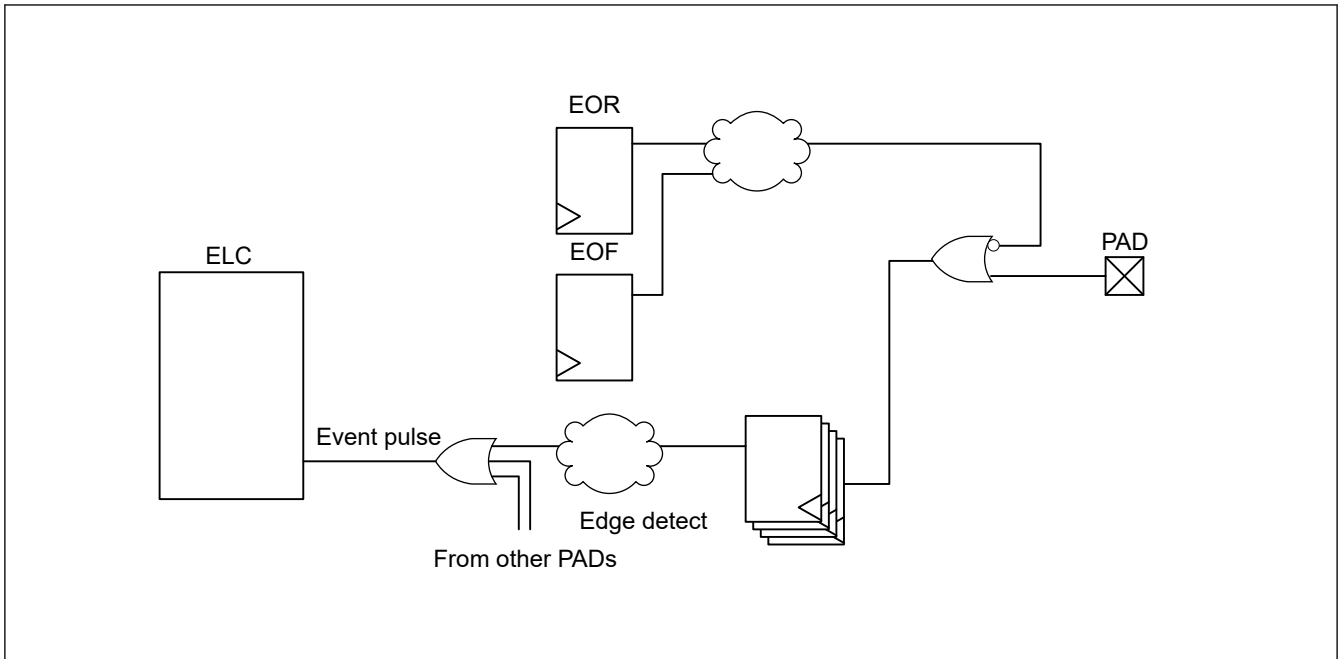 EOR
EOF
ELC
PAD
Event pulse
Edge detect
From other PADs